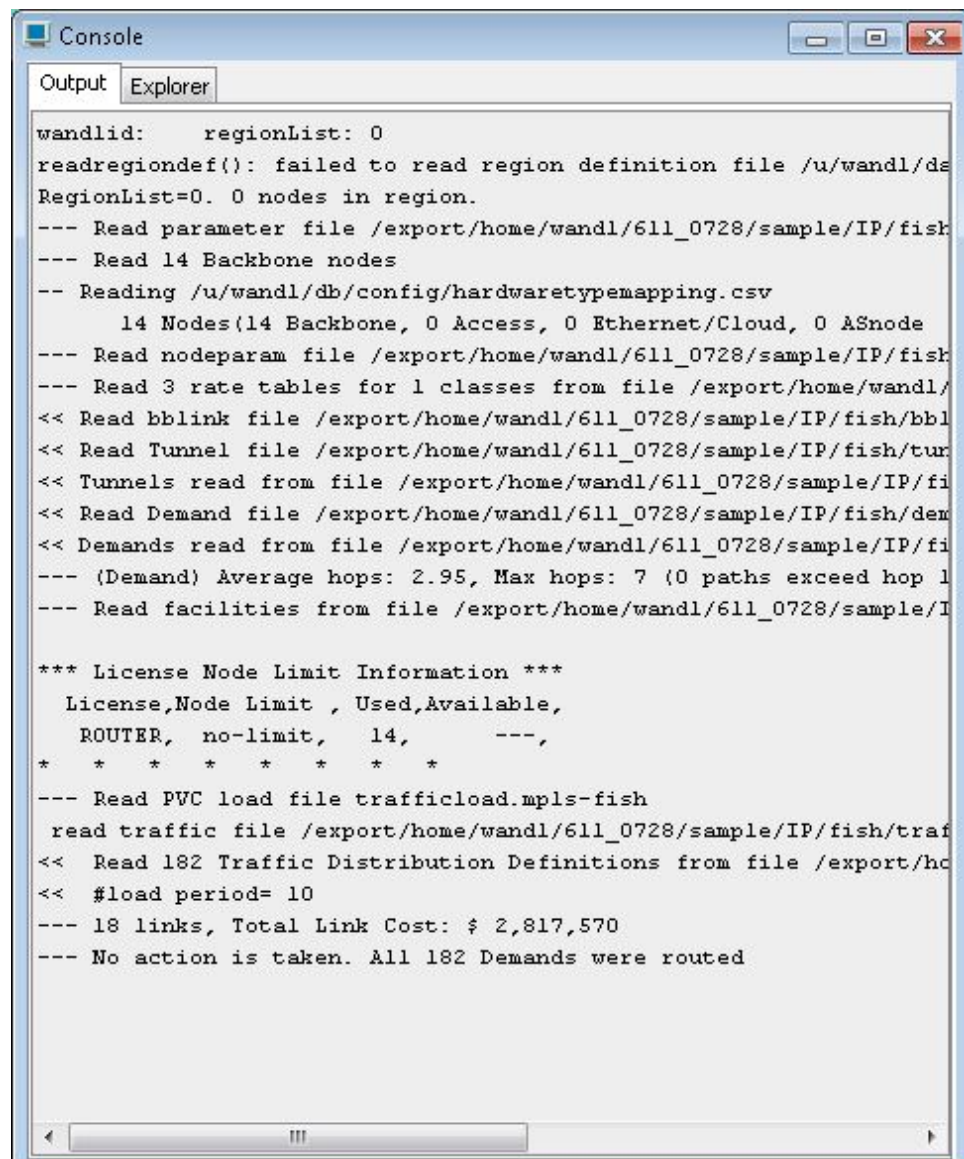 Console
Output Explorer
wandlid:    regionList: 0
readregiondef(): failed to read region definition file /u/wandl/da
RegionList=0. 0 nodes in region.
--- Read parameter file /export/home/wandl/611_0728/sample/IP/fish
--- Read 14 Backbone nodes
-- Reading /u/wandl/db/config/hardwaretypemapping.csv
14 Nodes(14 Backbone, 0 Access, 0 Ethernet/Cloud, 0 ASnode
--- Read nodeparam file /export/home/wandl/611_0728/sample/IP/fish
--- Read 3 rate tables for 1 classes from file /export/home/wandl/
<< Read bblink file /export/home/wandl/611_0728/sample/IP/fish/bbl
<< Read Tunnel file /export/home/wandl/611_0728/sample/IP/fish/tun
<< Tunnels read from file /export/home/wandl/611_0728/sample/IP/fi
<< Read Demand file /export/home/wandl/611_0728/sample/IP/fish/dem
<< Demands read from file /export/home/wandl/611_0728/sample/IP/fi
--- (Demand) Average hops: 2.95, Max hops: 7 (0 paths exceed hop l
--- Read facilities from file /export/home/wandl/611_0728/sample/I
*** License Node Limit Information ***
License,Node Limit , Used,Available,
ROUTER,  no-limit,   14,      ---,
*   *   *   *   *   *   *   *
--- Read PVC load file trafficload.mpls-fish
read traffic file /export/home/wandl/611_0728/sample/IP/fish/traf
<<  Read 182 Traffic Distribution Definitions from file /export/ho
<<  #load period= 10
--- 18 links, Total Link Cost: $ 2,817,570
--- No action is taken. All 182 Demands were routed